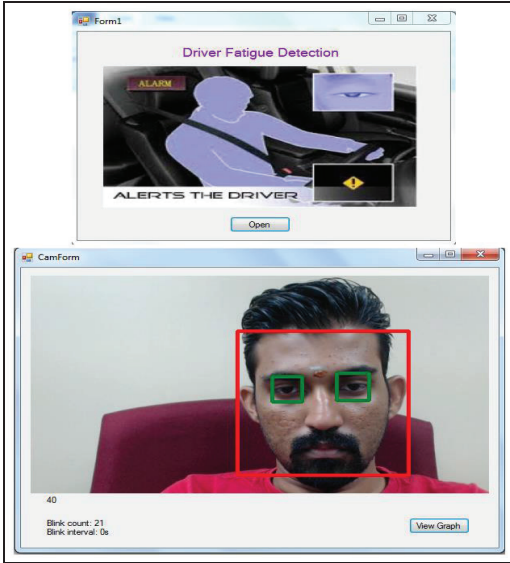 Form1
Driver Fatigue Detection
ALARM
ALERTS THE DRIVER
Open
CamForm
40
Blink count: 21
Blink interval: 0s
View Graph